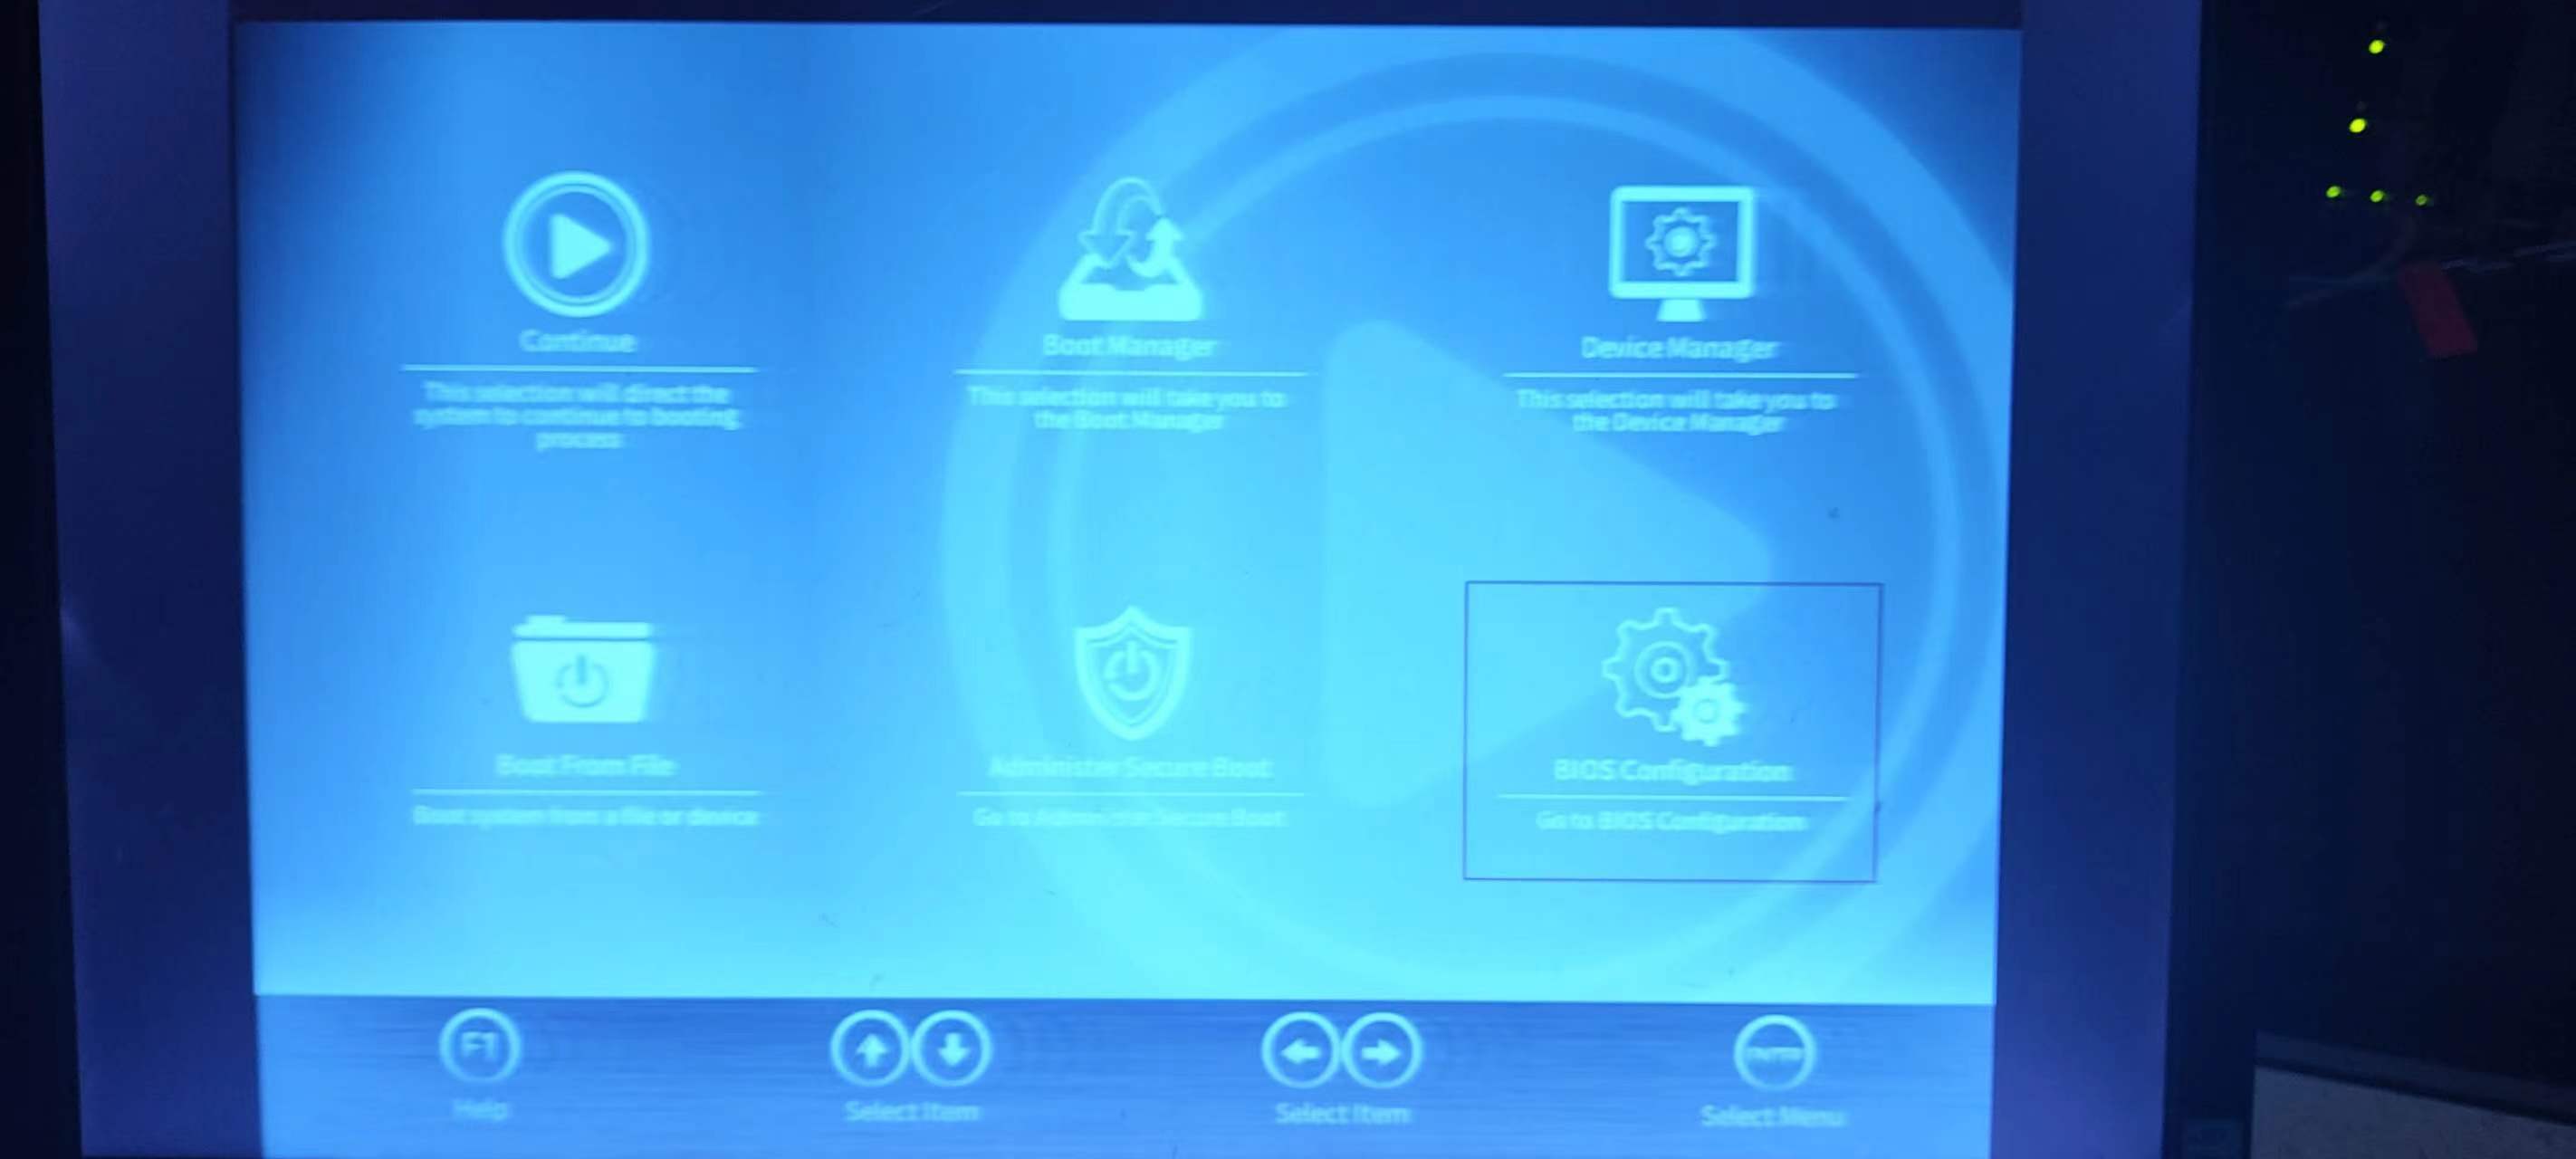 Continue
This selection will direct the
system to continue to booting
process
Boot Manager
This selection will take you to
the Boot Manager
Device Manager
This selection will take you to
the Device Manager
Boot From File
Boot system from a file or device
Administer Secure Boot
Go to Administer Secure Boot
BIOS Configuration
Go to BIOS Configuration
F1
Help
Select Item
Select Item
ENTER
Select Menu